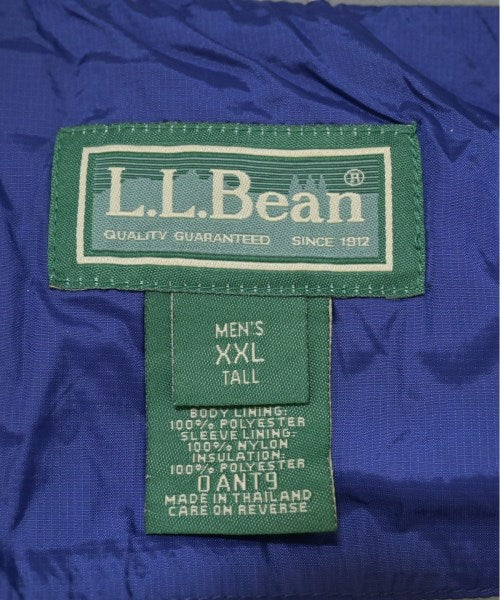 L.L.Bean®
QUALITY GUARANTEED SINCE 1912
MEN'S
XXL
TALL
BODY LINING:
100% POLYESTER
SLEEVE LINING:
100% NYLON
INSULATION:
100% POLYESTER
0ANT9
MADE IN THAILAND
CARE ON REVERSE